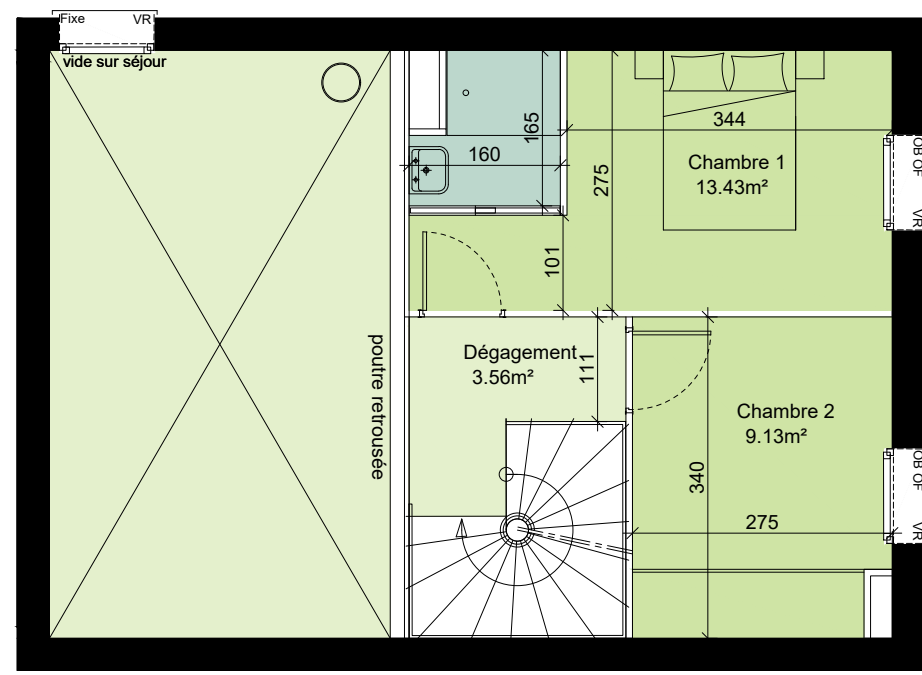 Fixe VR
vide sur séjour
165
160
275
344
Chambre 1
13.43m²
OB OF VR
101
poutre retroussée
Dégagement
3.56m²
111
Chambre 2
9.13m²
340
275
OB OF VR